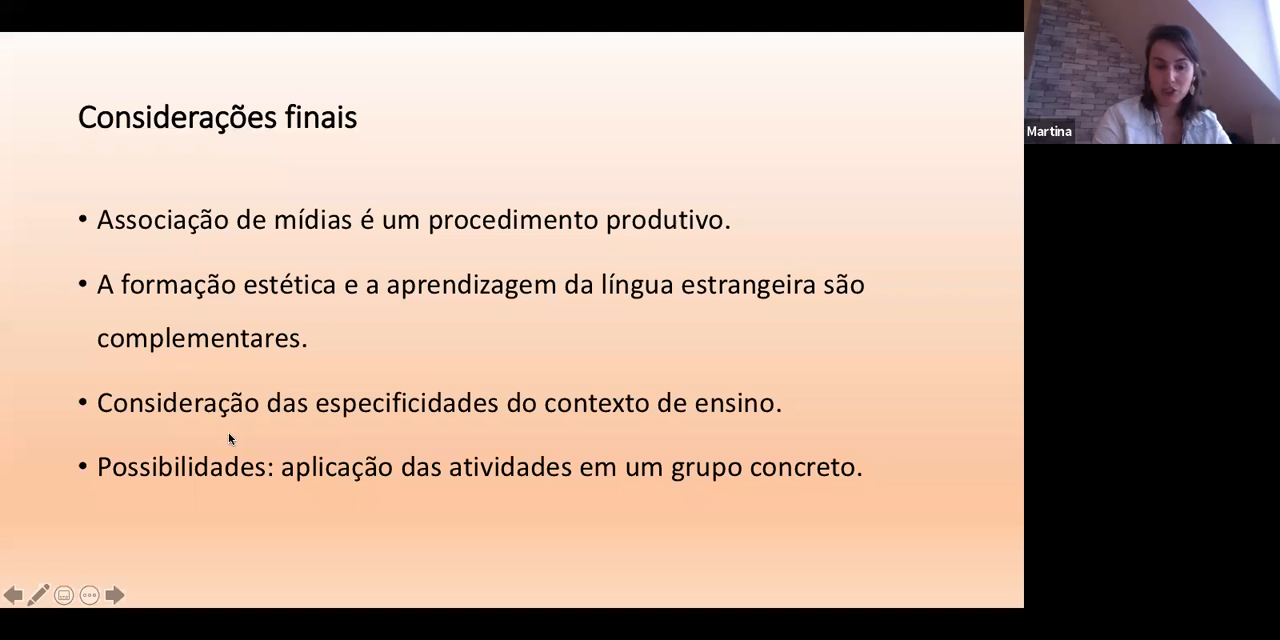 Considerações finais
• Associação de mídias é um procedimento produtivo.
• A formação estética e a aprendizagem da língua estrangeira são
complementares.
• Consideração das especificidades do contexto de ensino.
• Possibilidades: aplicação das atividades em um grupo concreto.
Martina